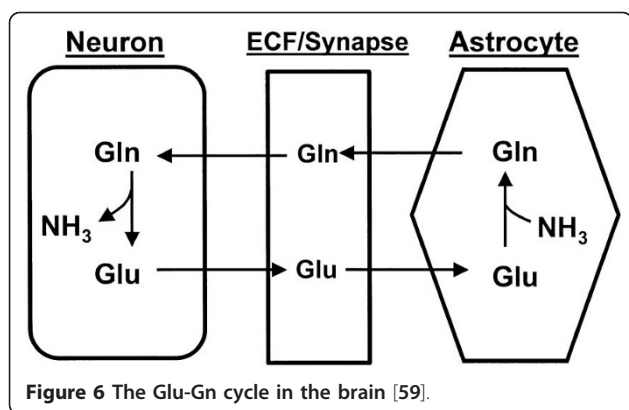 Neuron ECF/Synapse Astrocyte
Gln Gln Gln
NH₃ NH₃
Glu Glu Glu
Figure 6 The Glu-Gn cycle in the brain [59].